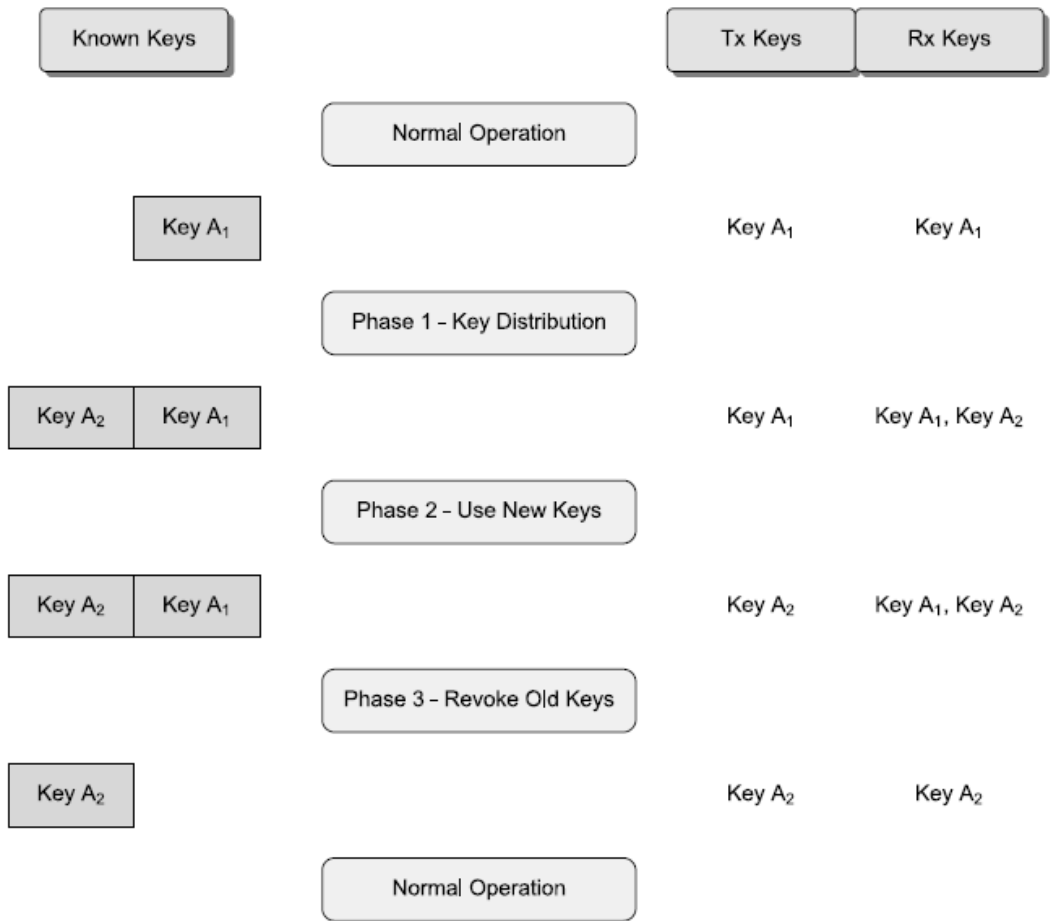 Known Keys Tx Keys Rx Keys
Normal Operation
Key A₁ Key A₁ Key A₁
Phase 1 – Key Distribution
Key A₂ Key A₁ Key A₁ Key A₁, Key A₂
Phase 2 – Use New Keys
Key A₂ Key A₁ Key A₂ Key A₁, Key A₂
Phase 3 – Revoke Old Keys
Key A₂ Key A₂ Key A₂
Normal Operation